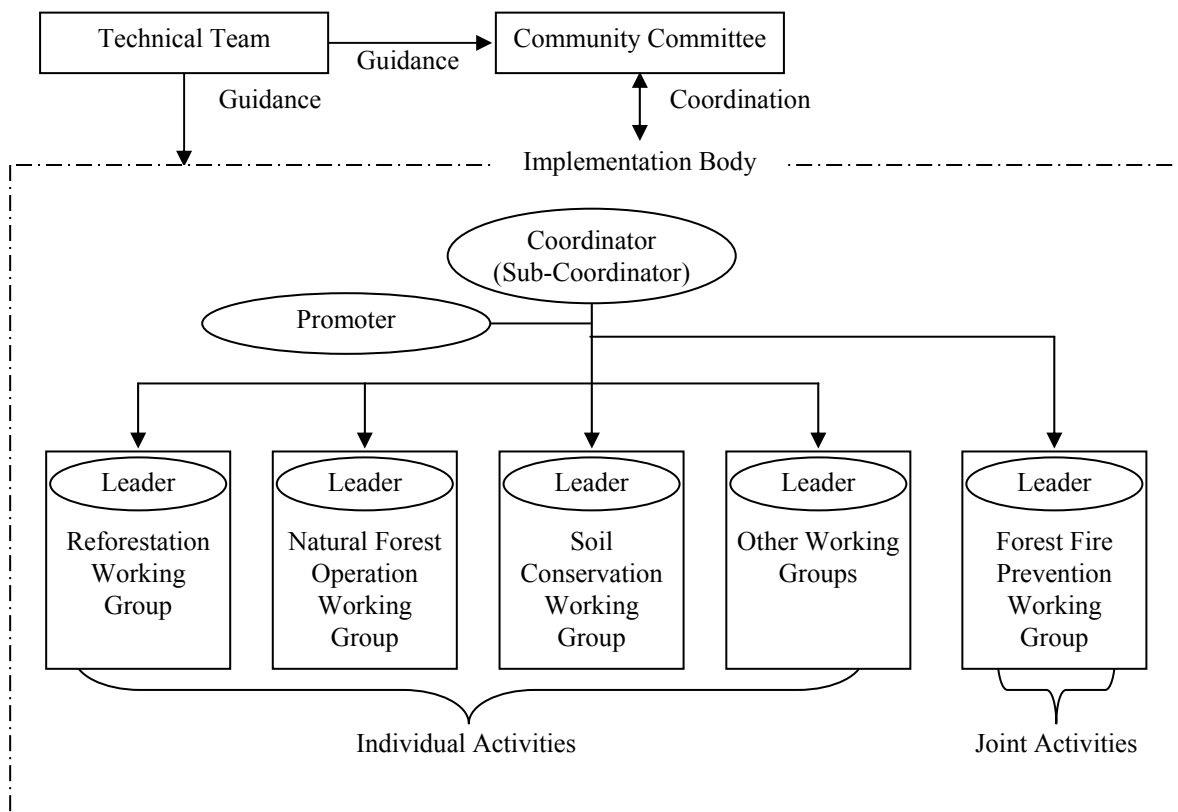 Technical Team
Community Committee
Guidance
Guidance
Coordination
Implementation Body
Coordinator
(Sub-Coordinator)
Promoter
Leader
Reforestation
Working
Group
Leader
Natural Forest
Operation
Working
Group
Leader
Soil
Conservation
Working
Group
Leader
Other Working
Groups
Leader
Forest Fire
Prevention
Working
Group
Individual Activities
Joint Activities